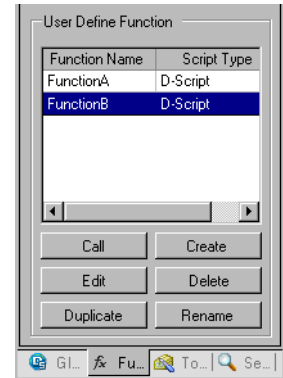 User Define Function
Function Name Script Type
FunctionA D-Script
FunctionB D-Script
Call Create
Edit Delete
Duplicate Rename
Gl... fx Fu... To... Se...